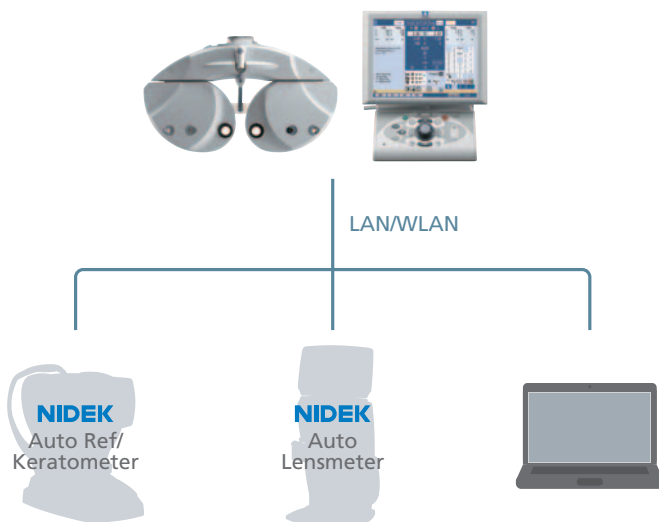 LAN/WLAN
NIDEK
Auto Ref/
Keratometer
NIDEK
Auto
Lensmeter